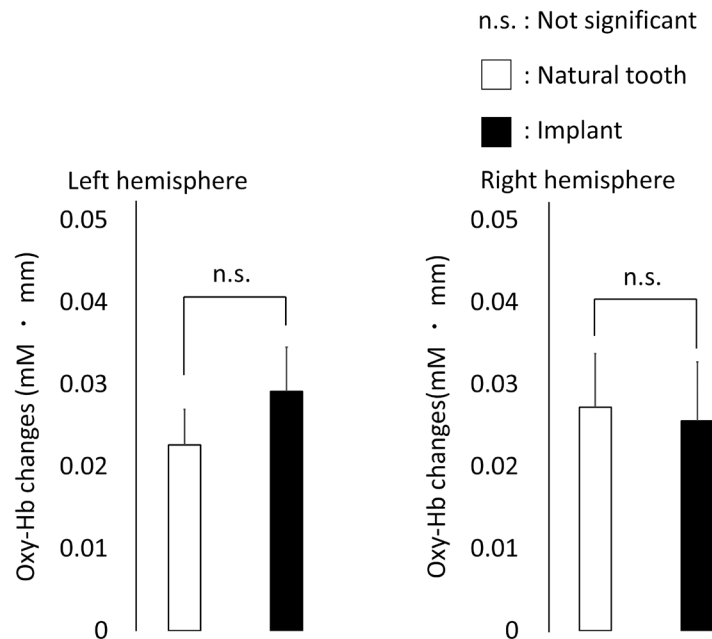 n.s. : Not significant
: Natural tooth
: Implant
Left hemisphere
Oxy-Hb changes (mM ・ mm)
0.05
0.04
0.03
0.02
0.01
0
n.s.
Right hemisphere
Oxy-Hb changes(mM ・ mm)
0.05
0.04
0.03
0.02
0.01
0
n.s.